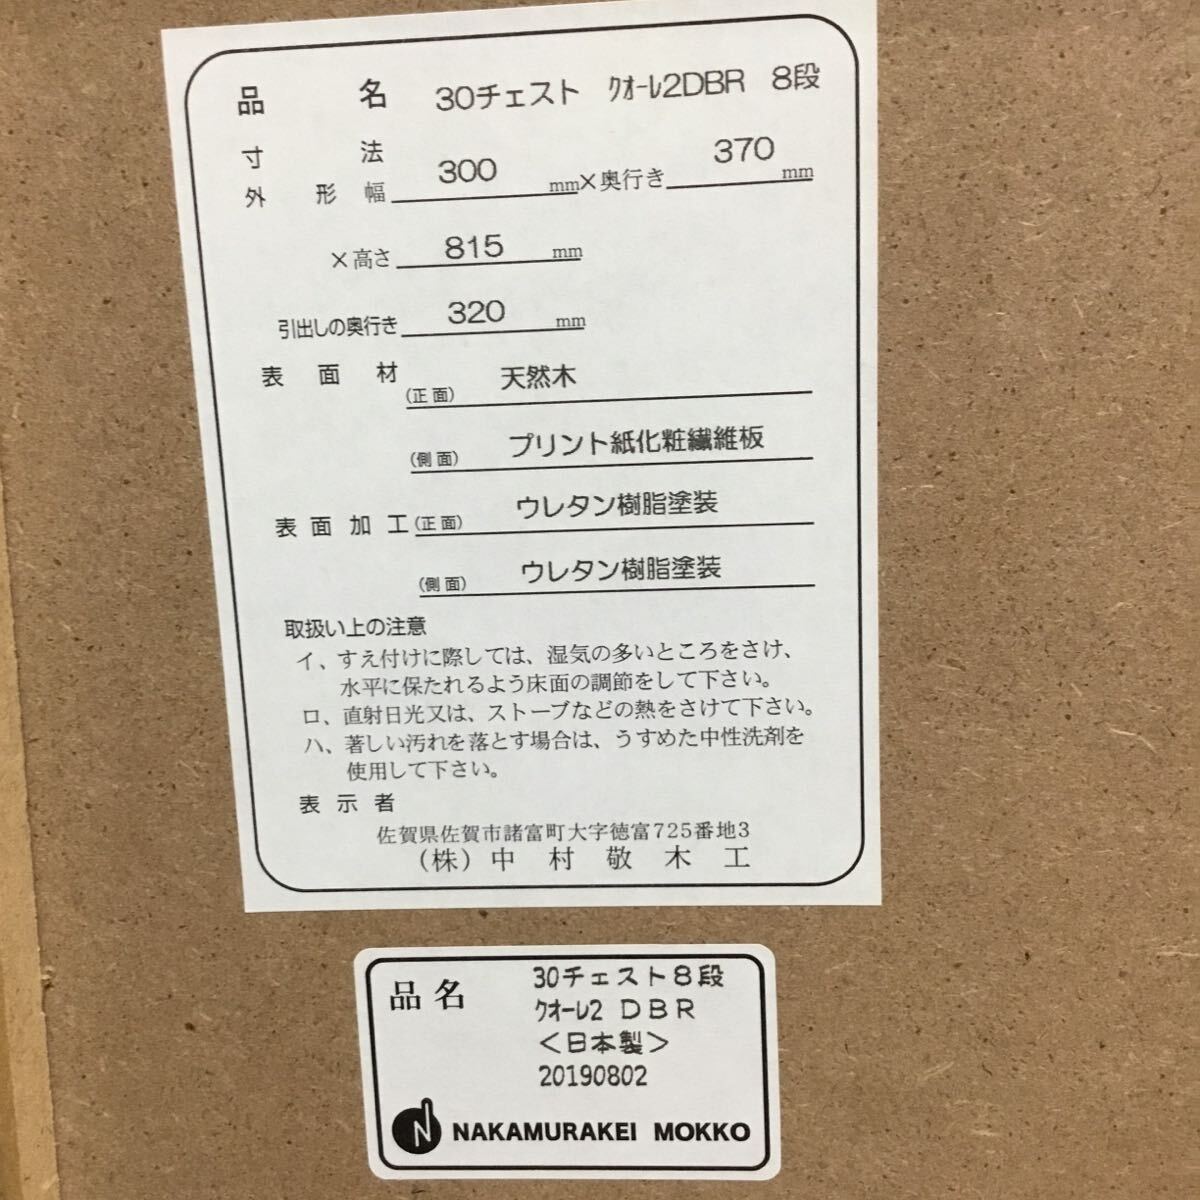 品名 30チェスト クオーレ2DBR 8段
寸法
外形幅 300 mm×奥行き 370 mm
×高さ 815 mm
引出しの奥行き 320 mm
表面材 (正面) 天然木
(側面) プリント紙化粧繊維板
表面加工 (正面) ウレタン樹脂塗装
(側面) ウレタン樹脂塗装
取扱い上の注意
イ、すえ付けに際しては、湿気の多いところをさけ、
水平に保たれるよう床面の調節をして下さい。
ロ、直射日光又は、ストーブなどの熱をさけて下さい。
ハ、著しい汚れを落とす場合は、うすめた中性洗剤を
使用して下さい。
表示者
佐賀県佐賀市諸富町大字徳富725番地3
(株)中村敬木工
品名 30チェスト8段
クオーレ2 DBR
<日本製>
20190802
N NAKAMURAKEI MOKKO